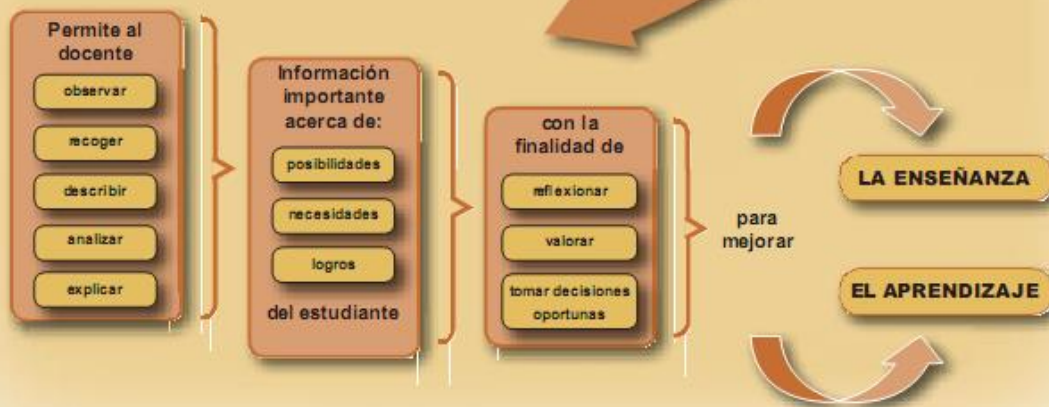 Permite al
docente
observar
recoger
describir
analizar
explicar
Información
importante
acerca de:
posibilidades
necesidades
logros
del estudiante
con la
finalidad de
reflexionar
valorar
tomar decisiones
oportunas
para
mejorar
LA ENSEÑANZA
EL APRENDIZAJE